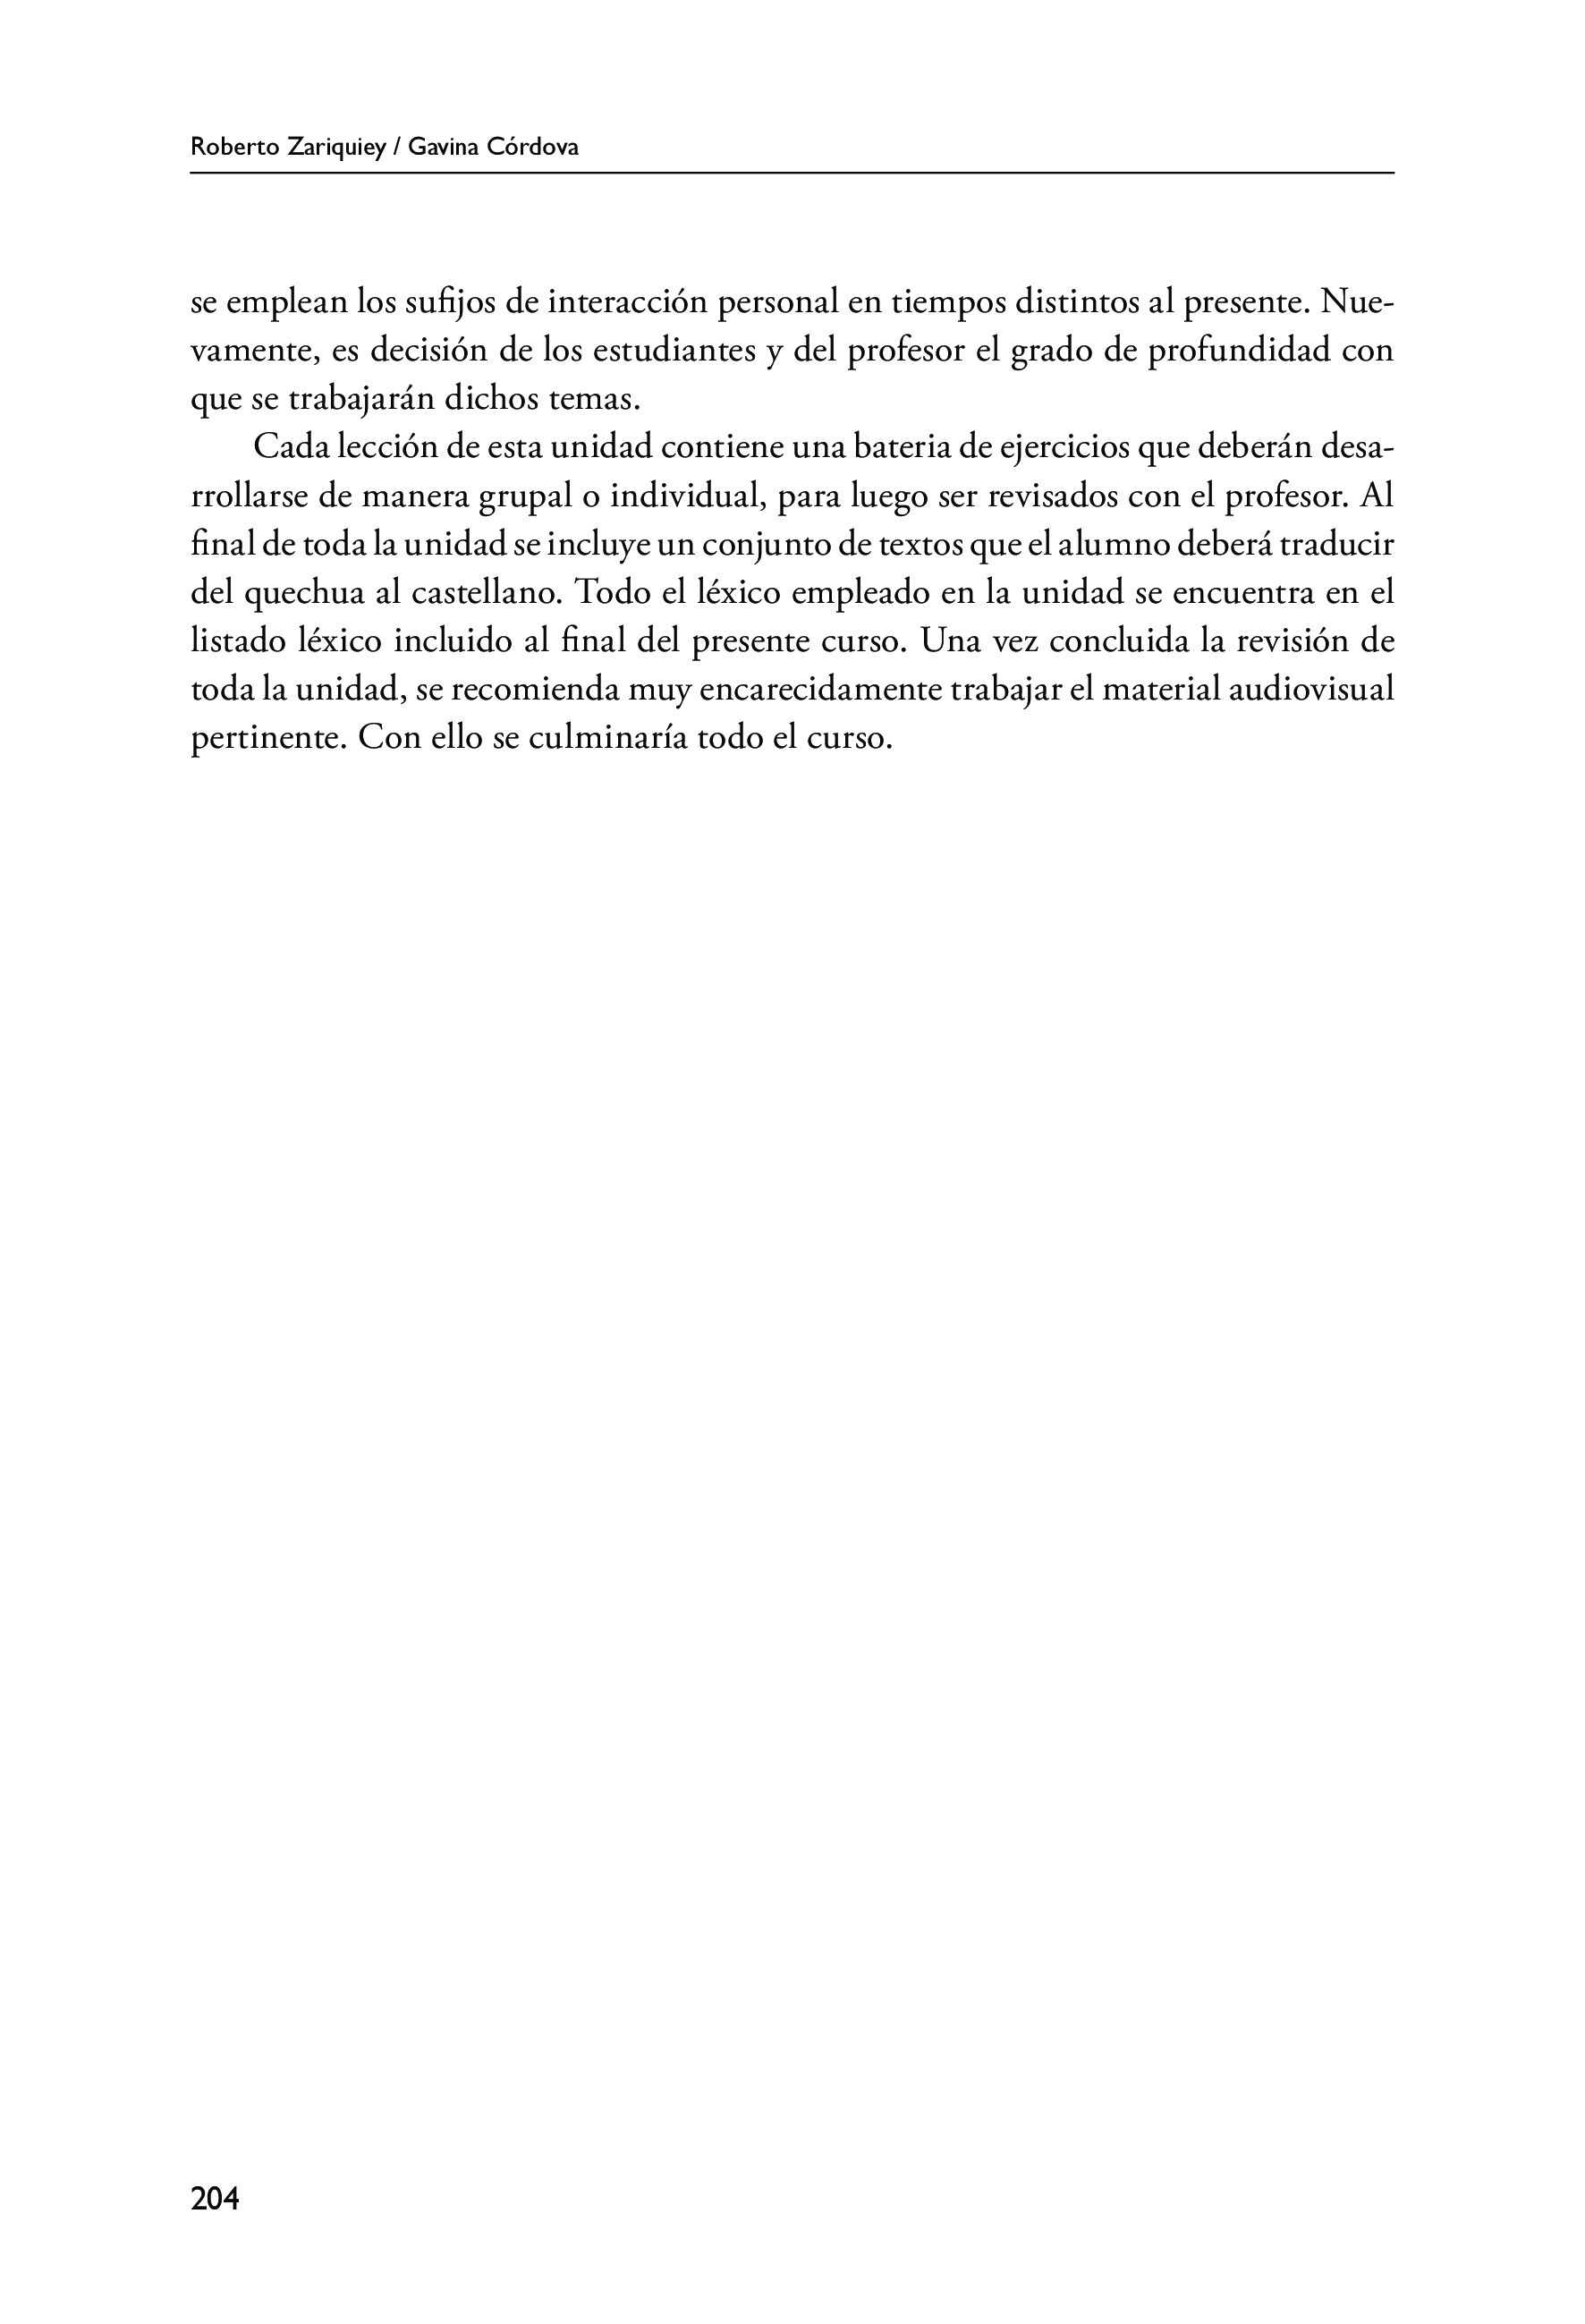 Roberto Zariquiey / Gavina Córdova
se emplean los sufijos de interacción personal en tiempos distintos al presente. Nue-
vamente, es decisión de los estudiantes y del profesor el grado de profundidad con
que se trabajarán dichos temas.
Cada lección de esta unidad contiene una bateria de ejercicios que deberán desa-
rrollarse de manera grupal o individual, para luego ser revisados con el profesor. Al
final de toda la unidad se incluye un conjunto de textos que el alumno deberá traducir
del quechua al castellano. Todo el léxico empleado en la unidad se encuentra en el
listado léxico incluido al final del presente curso. Una vez concluida la revisión de
toda la unidad, se recomienda muy encarecidamente trabajar el material audiovisual
pertinente. Con ello se culminaría todo el curso.
204